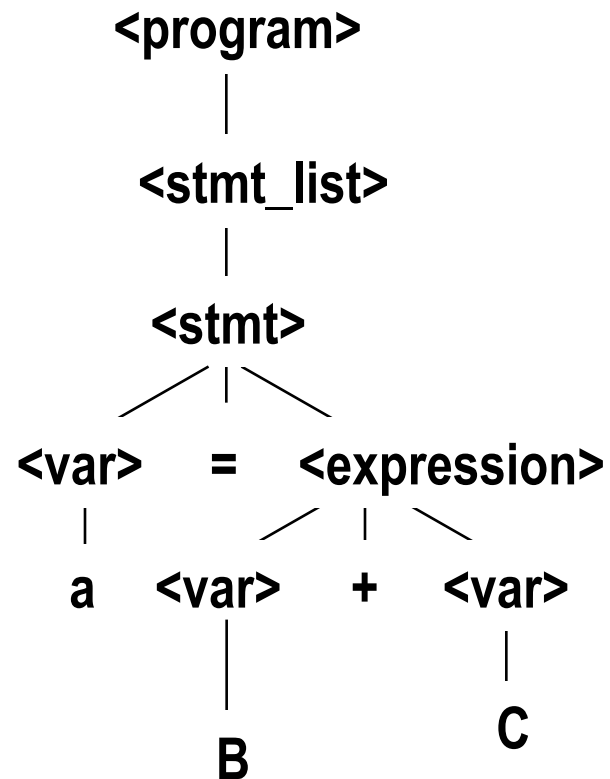 <program>
<stmt_list>
<stmt>
<var> = <expression>
a <var> + <var>
B C